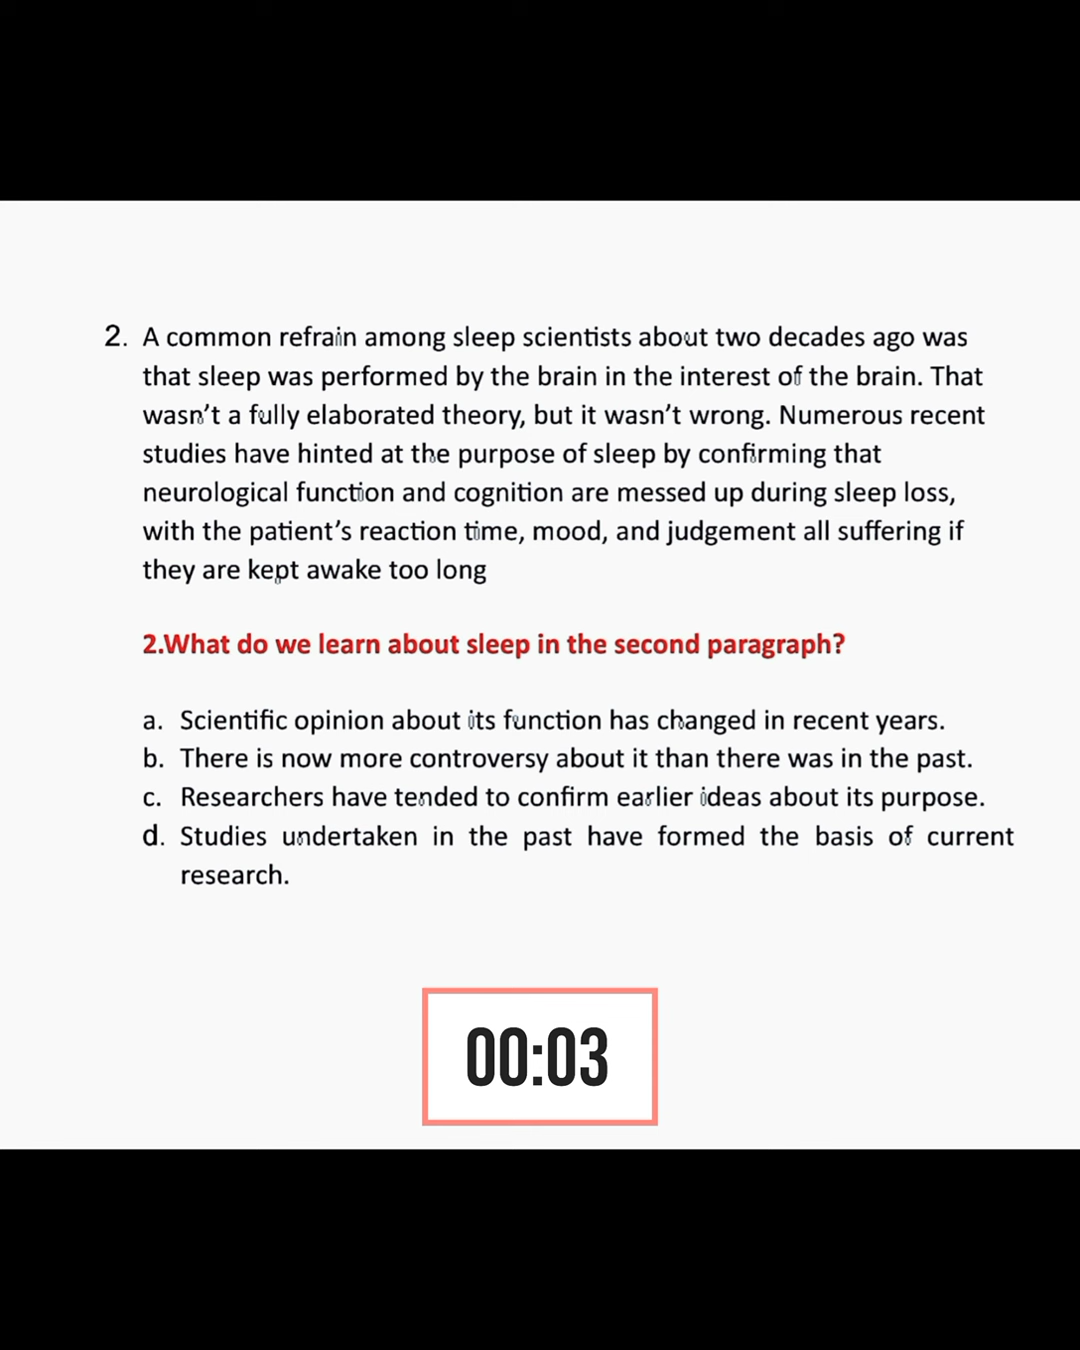 2. A common refrain among sleep scientists about two decades ago was
that sleep was performed by the brain in the interest of the brain. That
wasn't a fully elaborated theory, but it wasn't wrong. Numerous recent
studies have hinted at the purpose of sleep by confirming that
neurological function and cognition are messed up during sleep loss,
with the patient's reaction time, mood, and judgement all suffering if
they are kept awake too long
2.What do we learn about sleep in the second paragraph?
a. Scientific opinion about its function has changed in recent years.
b. There is now more controversy about it than there was in the past.
c. Researchers have tended to confirm earlier ideas about its purpose.
d. Studies undertaken in the past have formed the basis of current
research.
00:03